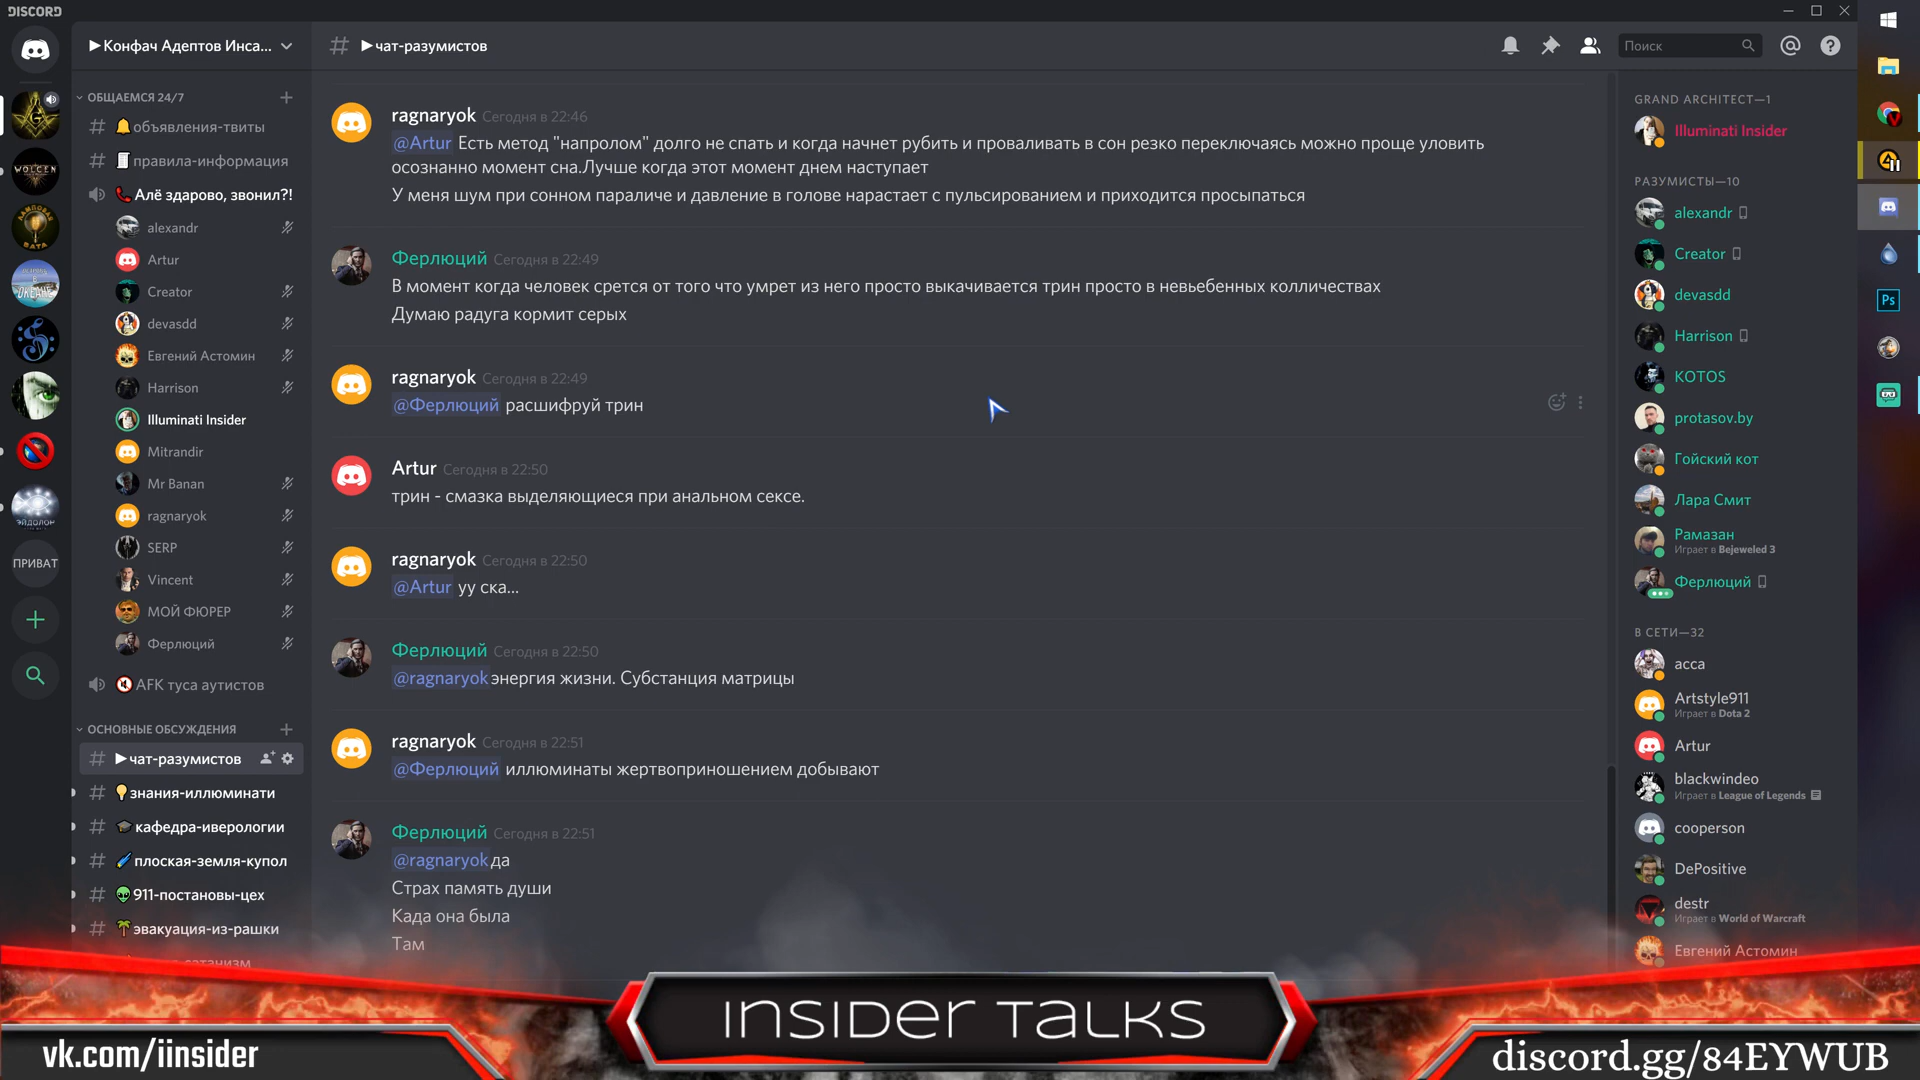 DISCORD
▶Конфач Адептов Инса...
▶чат-разумистов
Поиск
ОБЩАЕМСЯ 24/7
объявления-твиты
правила-информация
Алё здарово, звонил?!
alexandr
Artur
Creator
devasdd
Евгений Астомин
Harrison
Illuminati Insider
Mitrandir
Mr Banan
ragnaryok
SERP
Vincent
МОЙ ФЮРЕР
Ферлюций
AFK туса аутистов
ОСНОВНЫЕ ОБСУЖДЕНИЯ
▶чат-разумистов
знания-иллюминати
кафедра-иверологии
плоская-земля-купол
911-постановы-цех
эвакуация-из-рашки
WOLCEN
ЛАМПОВАЯ
ВАТА
ЭЙДОЛОН
ПРИВАТ
ragnaryok Сегодня в 22:46
@Artur Есть метод "напролом" долго не спать и когда начнет рубить и проваливать в сон резко переключаясь можно проще уловить
осознанно момент сна.Лучше когда этот момент днем наступает
У меня шум при сонном параличе и давление в голове нарастает с пульсированием и приходится просыпаться
Ферлюций Сегодня в 22:49
В момент когда человек срется от того что умрет из него просто выкачивается трин просто в невьебенных колличествах
Думаю радуга кормит серых
ragnaryok Сегодня в 22:49
@Ферлюций расшифруй трин
Artur Сегодня в 22:50
трин - смазка выделяющиеся при анальном сексе.
ragnaryok Сегодня в 22:50
@Artur уу ска...
Ферлюций Сегодня в 22:50
@ragnaryok энергия жизни. Субстанция матрицы
ragnaryok Сегодня в 22:51
@Ферлюций иллюминаты жертвоприношением добывают
Ферлюций Сегодня в 22:51
@ragnaryok да
Страх память души
Када она была
Там
GRAND ARCHITECT—1
Illuminati Insider
РАЗУМИСТЫ—10
alexandr
Creator
devasdd
Harrison
KOTOS
protasov.by
Гойский кот
Лара Смит
Рамазан
Играет в Bejeweled 3
Ферлюций
В СЕТИ—32
acca
Artstyle911
Играет в Dota 2
Artur
blackwindeo
Играет в League of Legends
cooperson
DePositive
destr
Играет в World of Warcraft
Евгений Астомин
Ps
INSIDER TALKS
vk.com/iinsider
discord.gg/84EYWUB